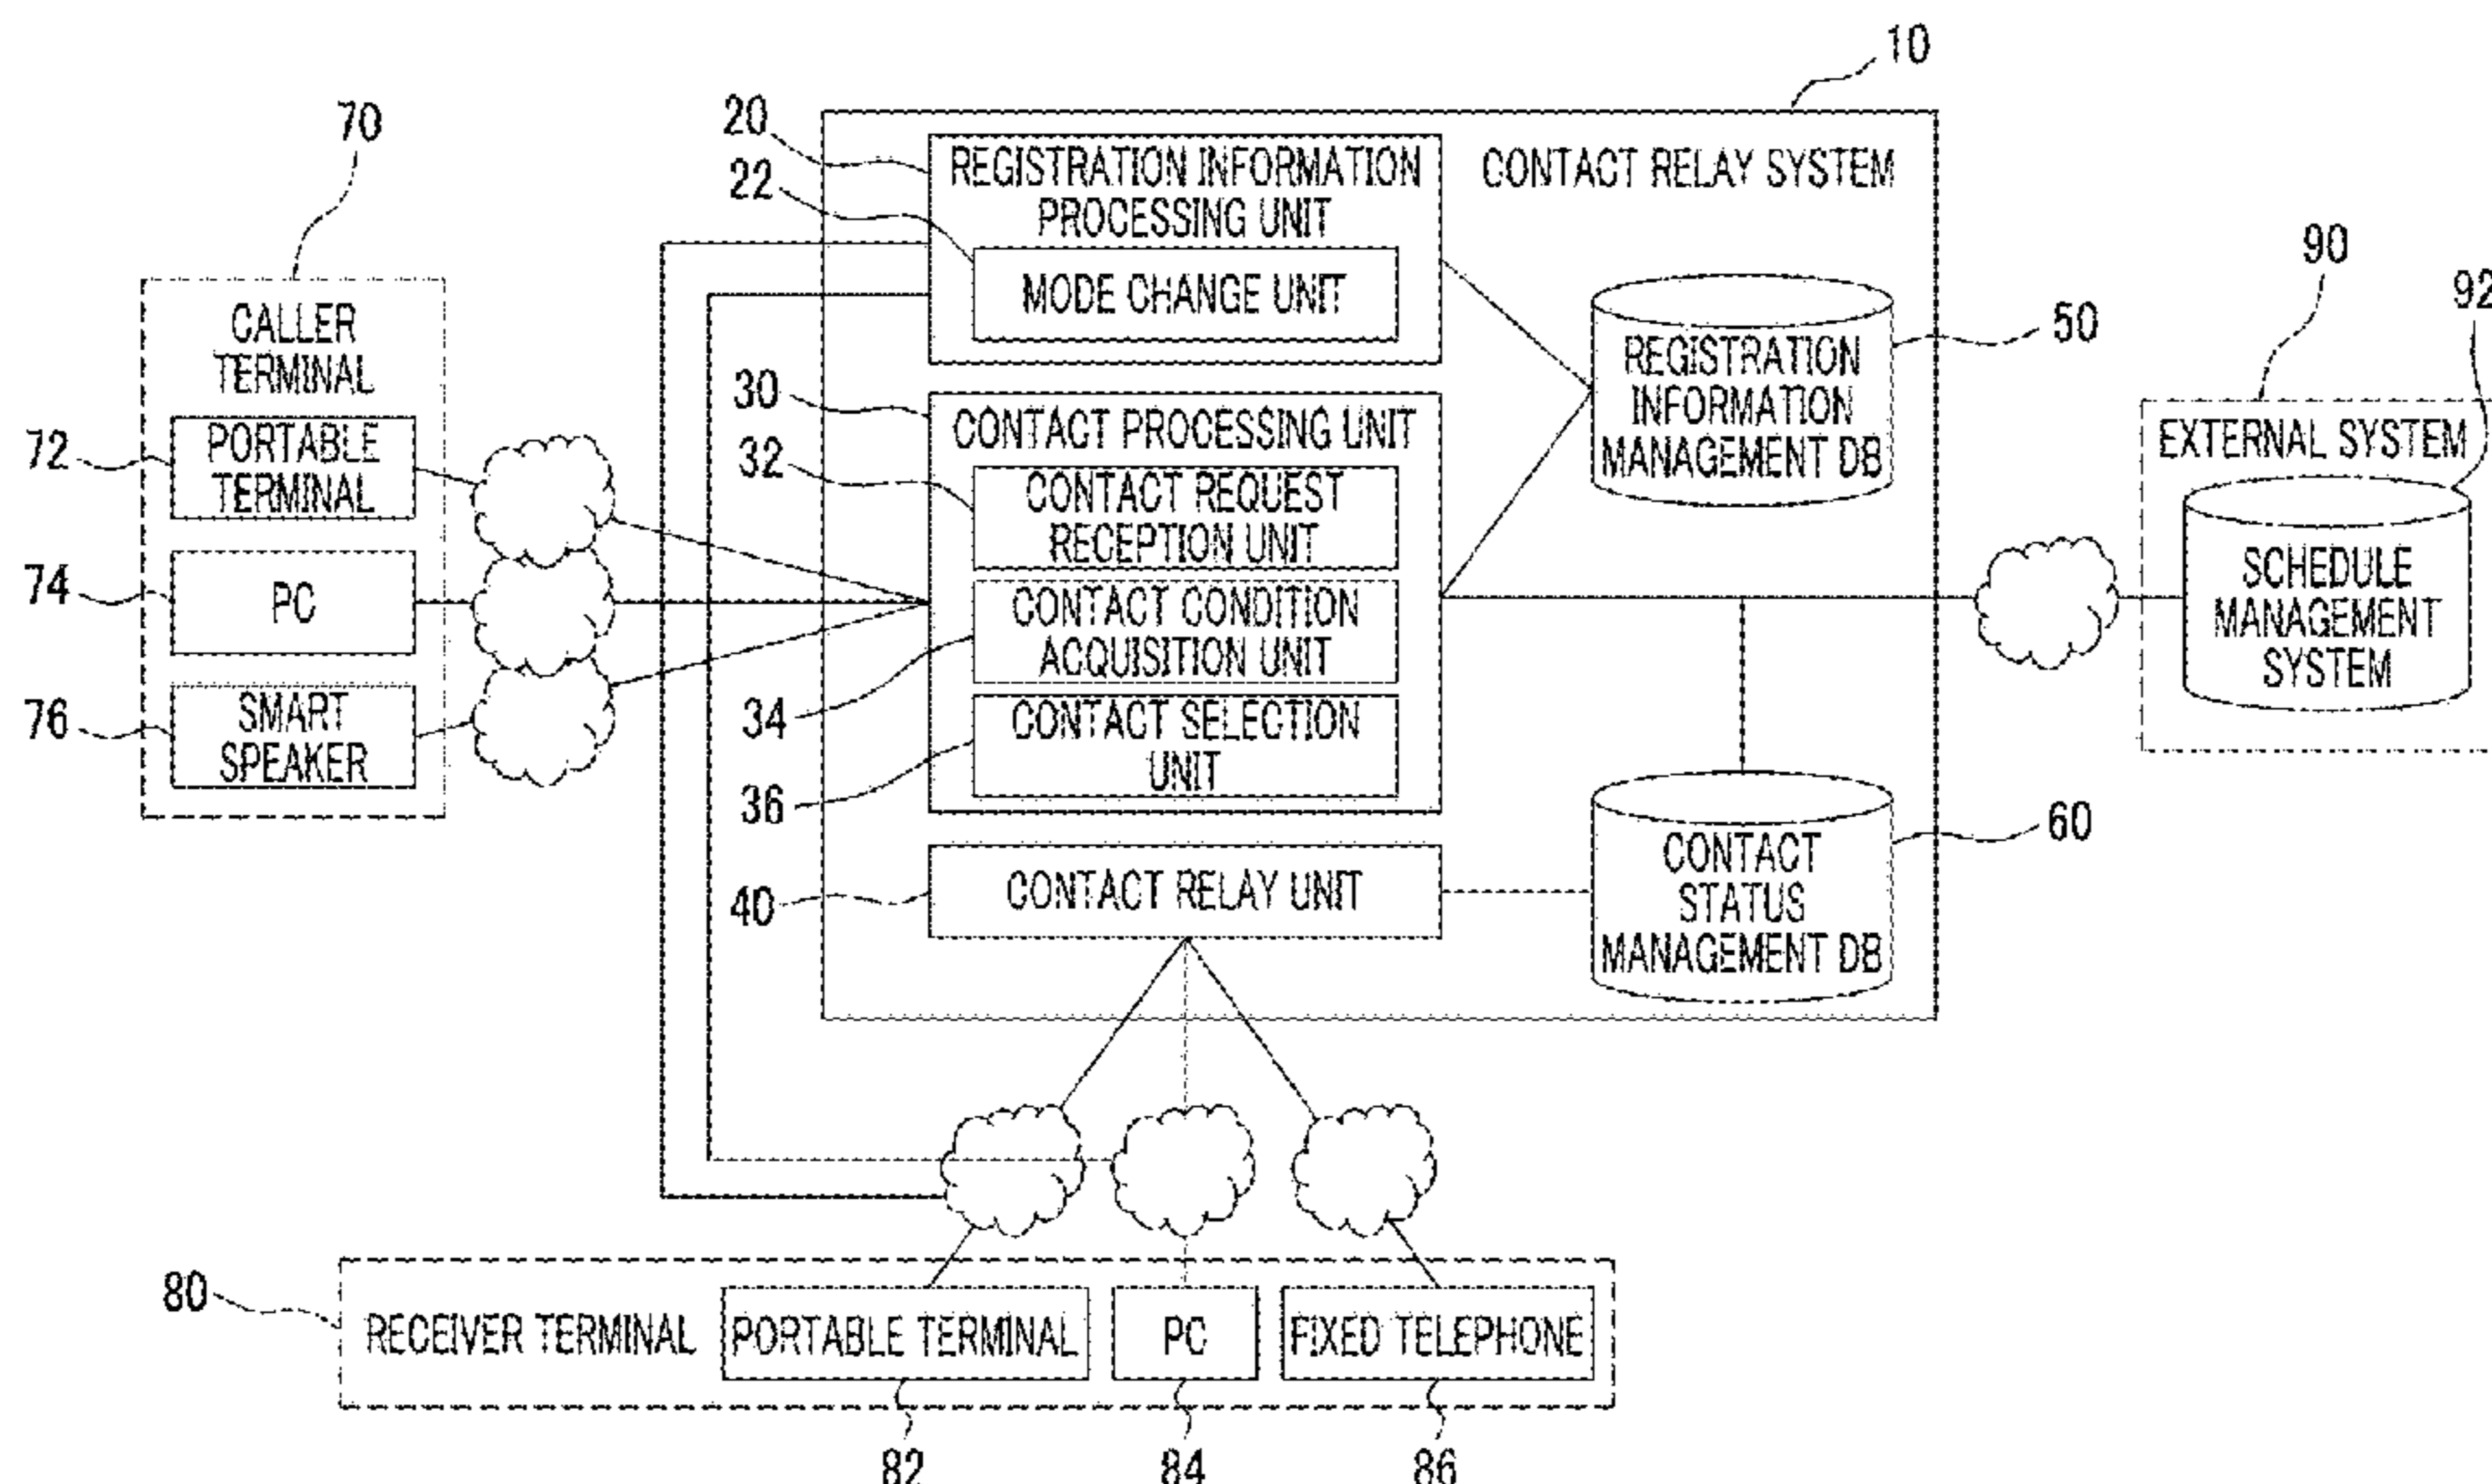 10
70
20
REGISTRATION INFORMATION
PROCESSING UNIT
CONTACT RELAY SYSTEM
22
MODE CHANGE UNIT
90
92
CALLER
TERMINAL
50
REGISTRATION
INFORMATION
MANAGEMENT DB
30
CONTACT PROCESSING UNIT
EXTERNAL SYSTEM
72
PORTABLE
TERMINAL
32
CONTACT REQUEST
RECEPTION UNIT
74
PC
CONTACT CONDITION
ACQUISITION UNIT
SCHEDULE
MANAGEMENT
SYSTEM
76
SMART
SPEAKER
34
CONTACT SELECTION
UNIT
36
60
CONTACT
STATUS
MANAGEMENT DB
40
CONTACT RELAY UNIT
80
RECEIVER TERMINAL
PORTABLE TERMINAL
PC
FIXED TELEPHONE
82
84
86